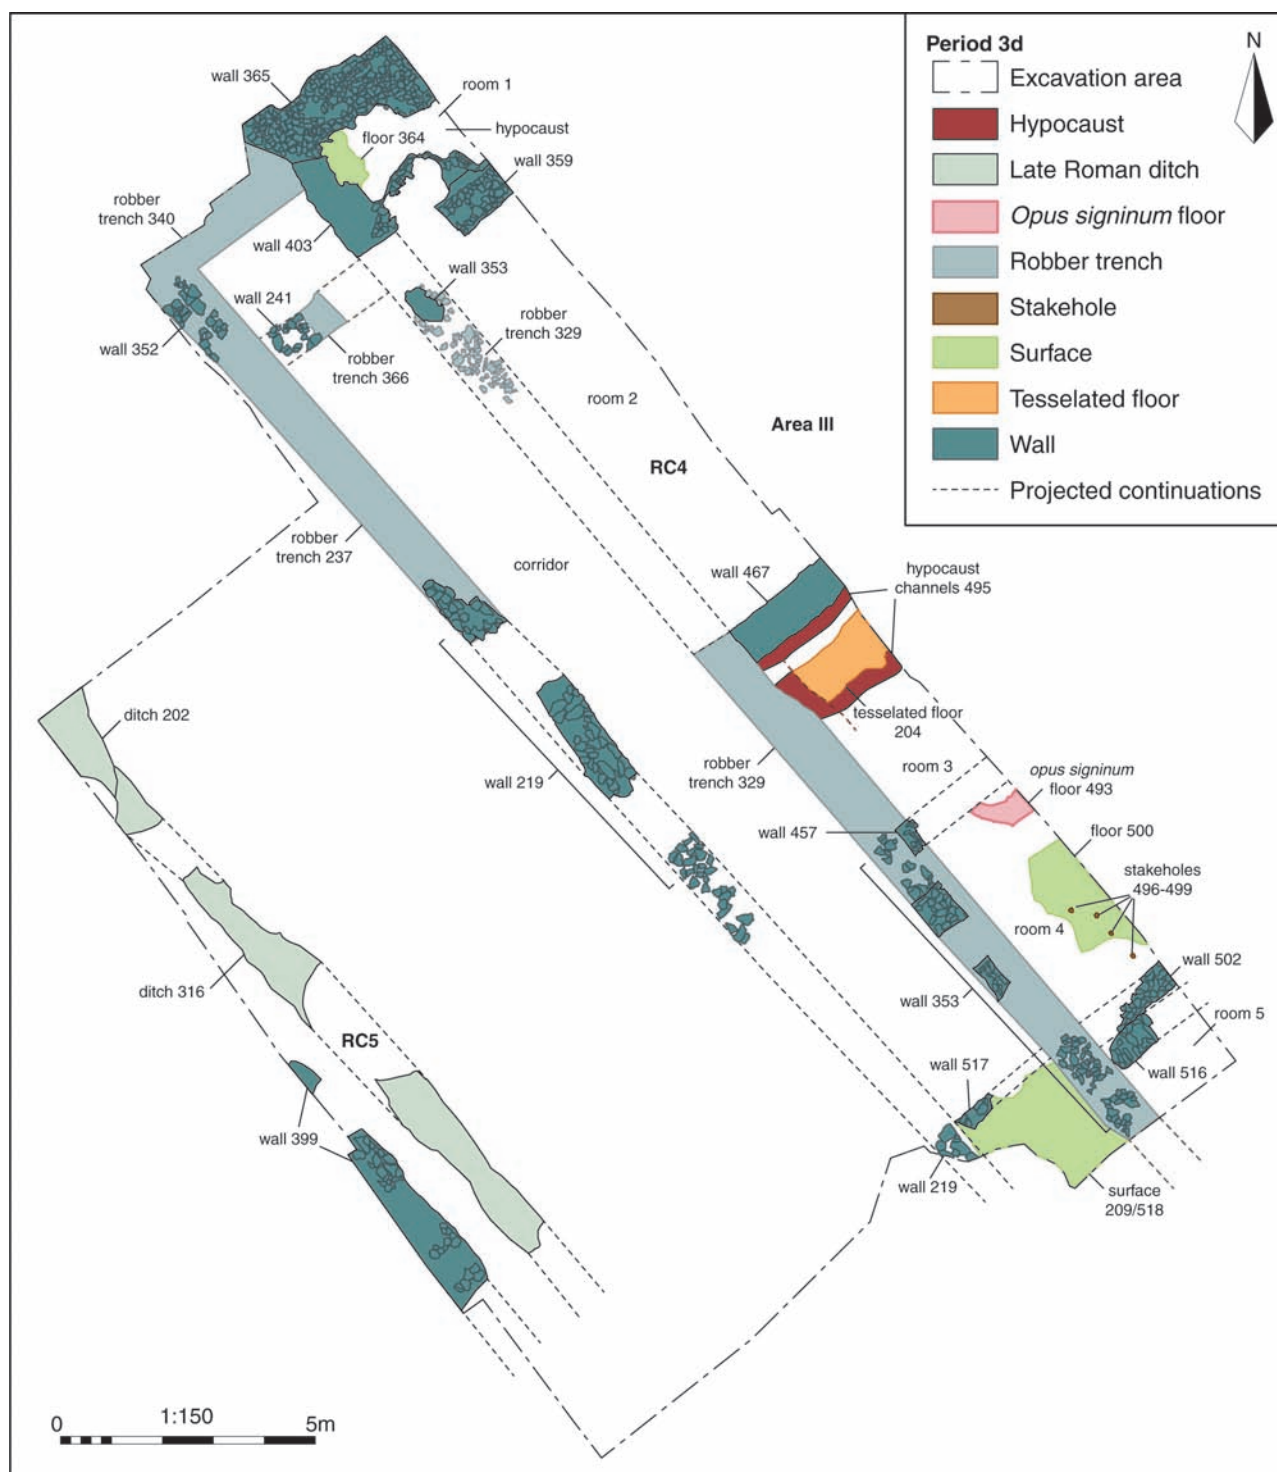 Period 3d
Excavation area
Hypocaust
Late Roman ditch
Opus signinum floor
Robber trench
Stakehole
Surface
Tesselated floor
Wall
Projected continuations
N
wall 365
room 1
hypocaust
floor 364
wall 359
robber
trench 340
wall 403
wall 353
wall 241
robber
trench 329
wall 352
robber
trench 366
room 2
Area III
RC4
robber
trench 237
corridor
wall 467
hypocaust
channels 495
ditch 202
tesselated floor
204
wall 219
robber
trench 329
room 3
opus signinum
floor 493
wall 457
floor 500
stakeholes
496-499
room 4
wall 502
ditch 316
wall 353
room 5
RC5
wall 517
wall 516
wall 399
wall 219
surface
209/518
0
1:150
5m